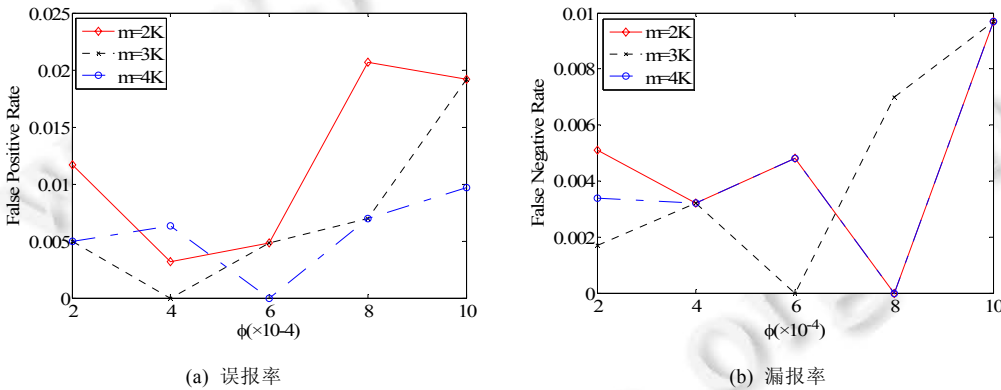 m=2K
m=3K
m=4K
False Positive Rate
0.025
0.02
0.015
0.01
0.005
0
2 4 6 8 10
ϕ(×10-4)
(a) 误报率
m=2K
m=3K
m=4K
False Negative Rate
0.01
0.008
0.006
0.004
0.002
0.00
2 4 6 8 10
ϕ(×10⁻⁴)
(b) 漏报率